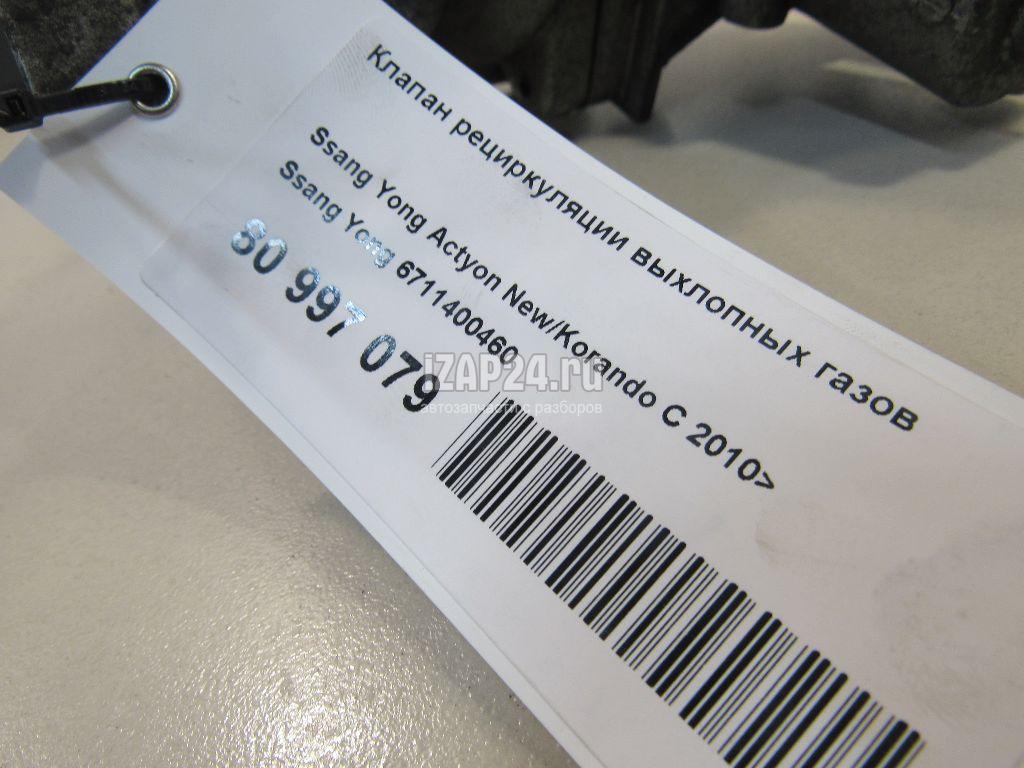 Клапан рециркуляции выхлопных газов
Ssang Yong Actyon New/Korando C 2010>
Ssang Yong 6711400460
80 997 079
iZAP24.ru
автозапчасти с разборов